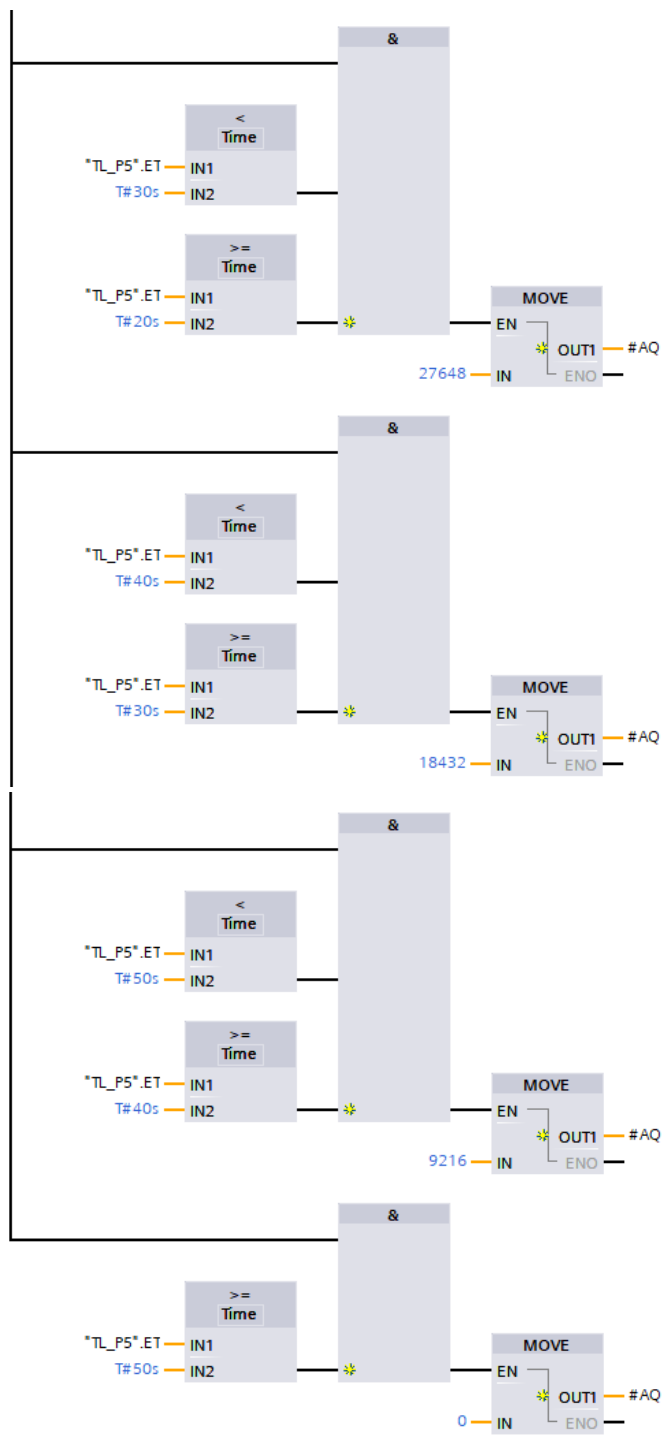 &
<
Time
"TL_P5".ET IN1
T#30s IN2
>=
Time
"TL_P5".ET IN1
T#20s IN2
MOVE
EN
OUT1 #AQ
27648 IN ENO
&
<
Time
"TL_P5".ET IN1
T#40s IN2
>=
Time
"TL_P5".ET IN1
T#30s IN2
MOVE
EN
OUT1 #AQ
18432 IN ENO
&
<
Time
"TL_P5".ET IN1
T#50s IN2
>=
Time
"TL_P5".ET IN1
T#40s IN2
MOVE
EN
OUT1 #AQ
9216 IN ENO
&
>=
Time
"TL_P5".ET IN1
T#50s IN2
MOVE
EN
OUT1 #AQ
0 IN ENO